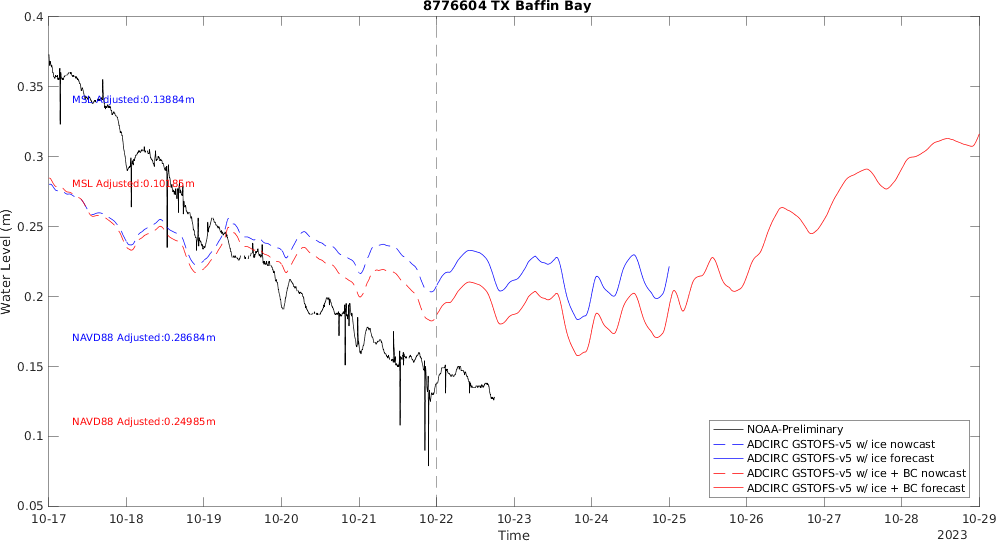 8776604 TX Baffin Bay
0.4
0.35
0.3
0.25
0.2
0.15
0.1
0.05
Water Level (m)
MSL Adjusted:0.13884m
MSL Adjusted:0.10185m
NAVD88 Adjusted:0.28684m
NAVD88 Adjusted:0.24985m
NOAA-Preliminary
ADCIRC GSTOFS-v5 w/ ice nowcast
ADCIRC GSTOFS-v5 w/ ice forecast
ADCIRC GSTOFS-v5 w/ ice + BC nowcast
ADCIRC GSTOFS-v5 w/ ice + BC forecast
10-17 10-18 10-19 10-20 10-21 10-22 10-23 10-24 10-25 10-26 10-27 10-28 10-29
Time
2023